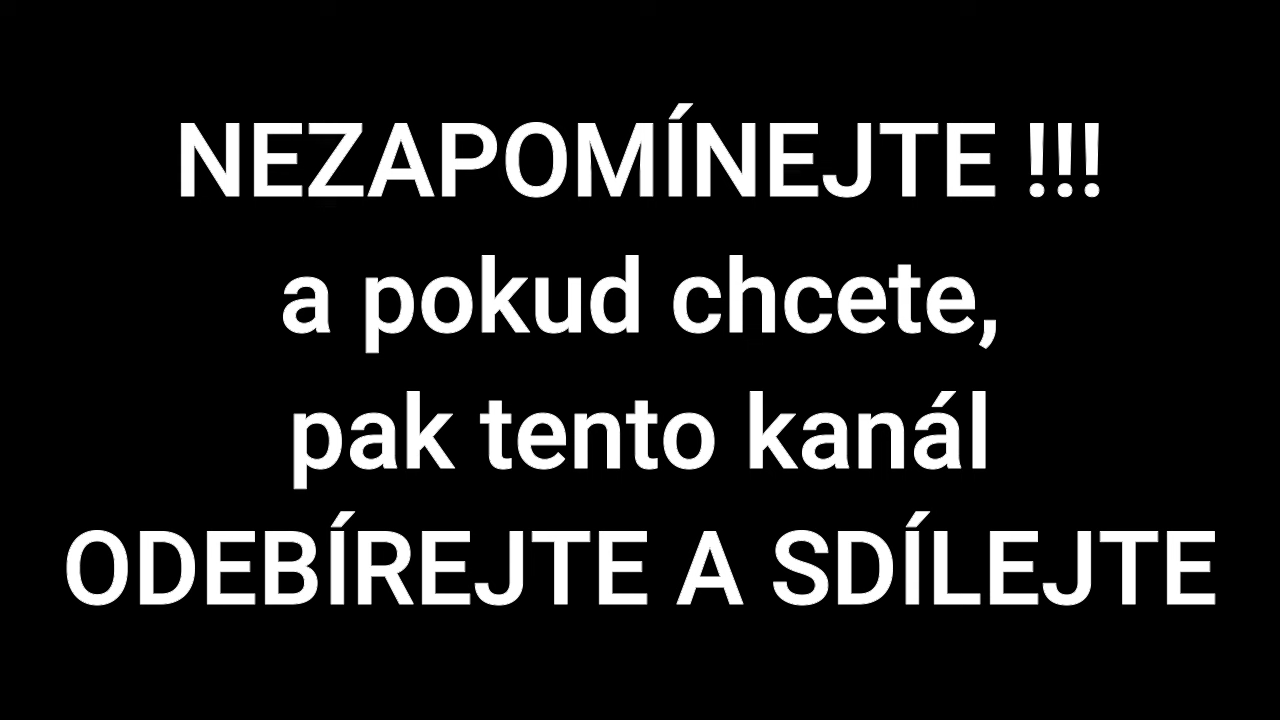 NEZAPOMÍNEJTE !!!
a pokud chcete,
pak tento kanál
ODEBÍREJTE A SDÍLEJTE